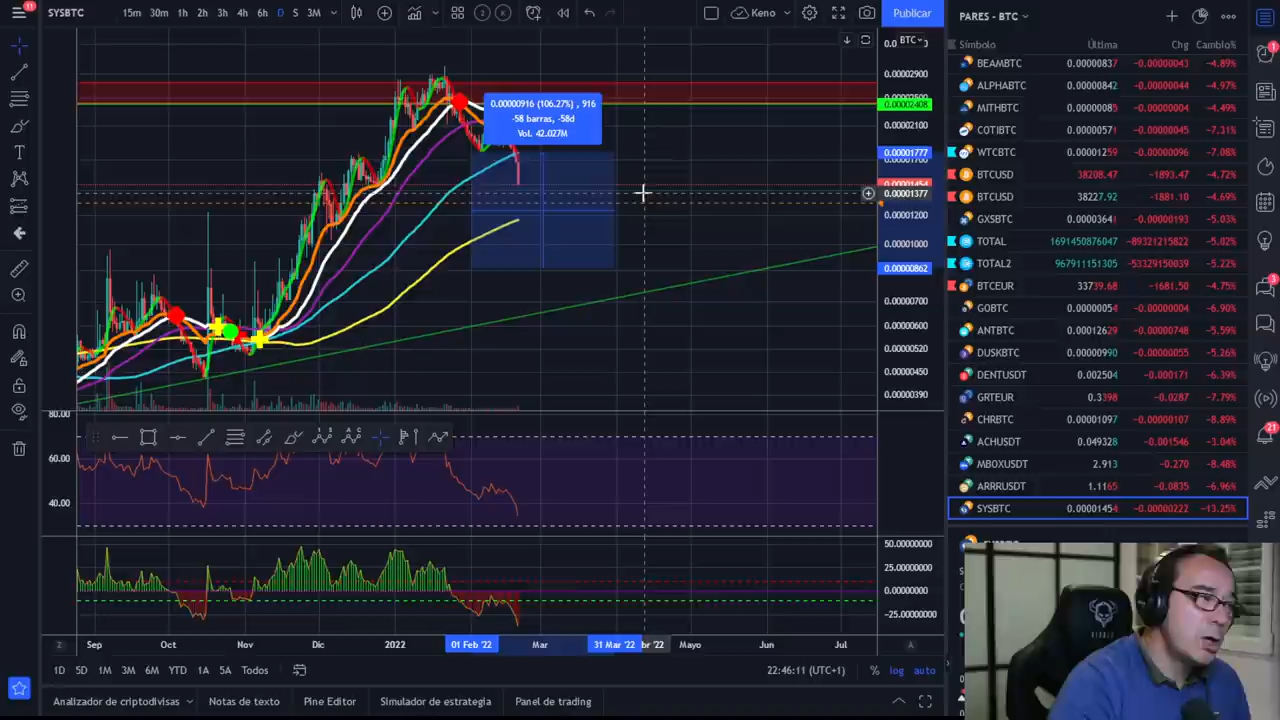 11
SYSBTC
15m 30m 1h 2h 3h 4h 6h D S 3M
2
K
Keno
Publicar
PARES - BTC
BTC
0.00002900
0.00002408
0.00002100
0.00001777
0.00001454
0.00001377
0.00001200
0.00001000
0.00000862
0.00000700
0.00000600
0.00000520
0.00000450
0.00000390
0.00000916 (106.27%) , 916
-58 barras, -58d
Vol. 42.027M
80.00
60.00
40.00
50.00000000
25.00000000
0.00000000
-25.00000000
Z
Sep Oct Nov Dic 2022 01 Feb '22 Mar 31 Mar '22 br '22 Mayo Jun Jul
A
1D 5D 1M 3M 6M YTD 1A 5A Todos
22:46:11 (UTC+1)
% log auto
Analizador de criptodivisas Notas de texto Pine Editor Simulador de estrategia Panel de trading
Símbolo Última Chg Cambio%
BEAMBTC 0.00000837 -0.00000043 -4.89%
ALPHABTC 0.00000842 -0.00000044 -4.97%
MITHBTC 0.00000085 -0.00000004 -4.49%
COTIBTC 0.00000571 -0.00000045 -7.31%
WTCBTC 0.00001259 -0.00000096 -7.08%
BTCUSD 38208.47 -1893.47 -4.72%
BTCUSD 38227.92 -1881.10 -4.69%
GXSBTC 0.00003641 -0.00000193 -5.03%
TOTAL 1691450876047 -89321215822 -5.02%
TOTAL2 967911151305 -53329150039 -5.22%
BTCEUR 33739.68 -1681.50 -4.75%
GOBTC 0.00000054 -0.00000004 -6.90%
ANTBTC 0.00012629 -0.00000748 -5.59%
DUSKBTC 0.00000990 -0.00000055 -5.26%
DENTUSDT 0.002504 -0.000171 -6.39%
GRTEUR 0.3398 -0.0287 -7.79%
CHRBTC 0.00001097 -0.00000107 -8.89%
ACHUSDT 0.049328 -0.001546 -3.04%
MBOXUSDT 2.913 -0.270 -8.48%
ARRRUSDT 1.1165 -0.0835 -6.96%
SYSBTC 0.00001454 -0.00000222 -13.25%
1
3
21